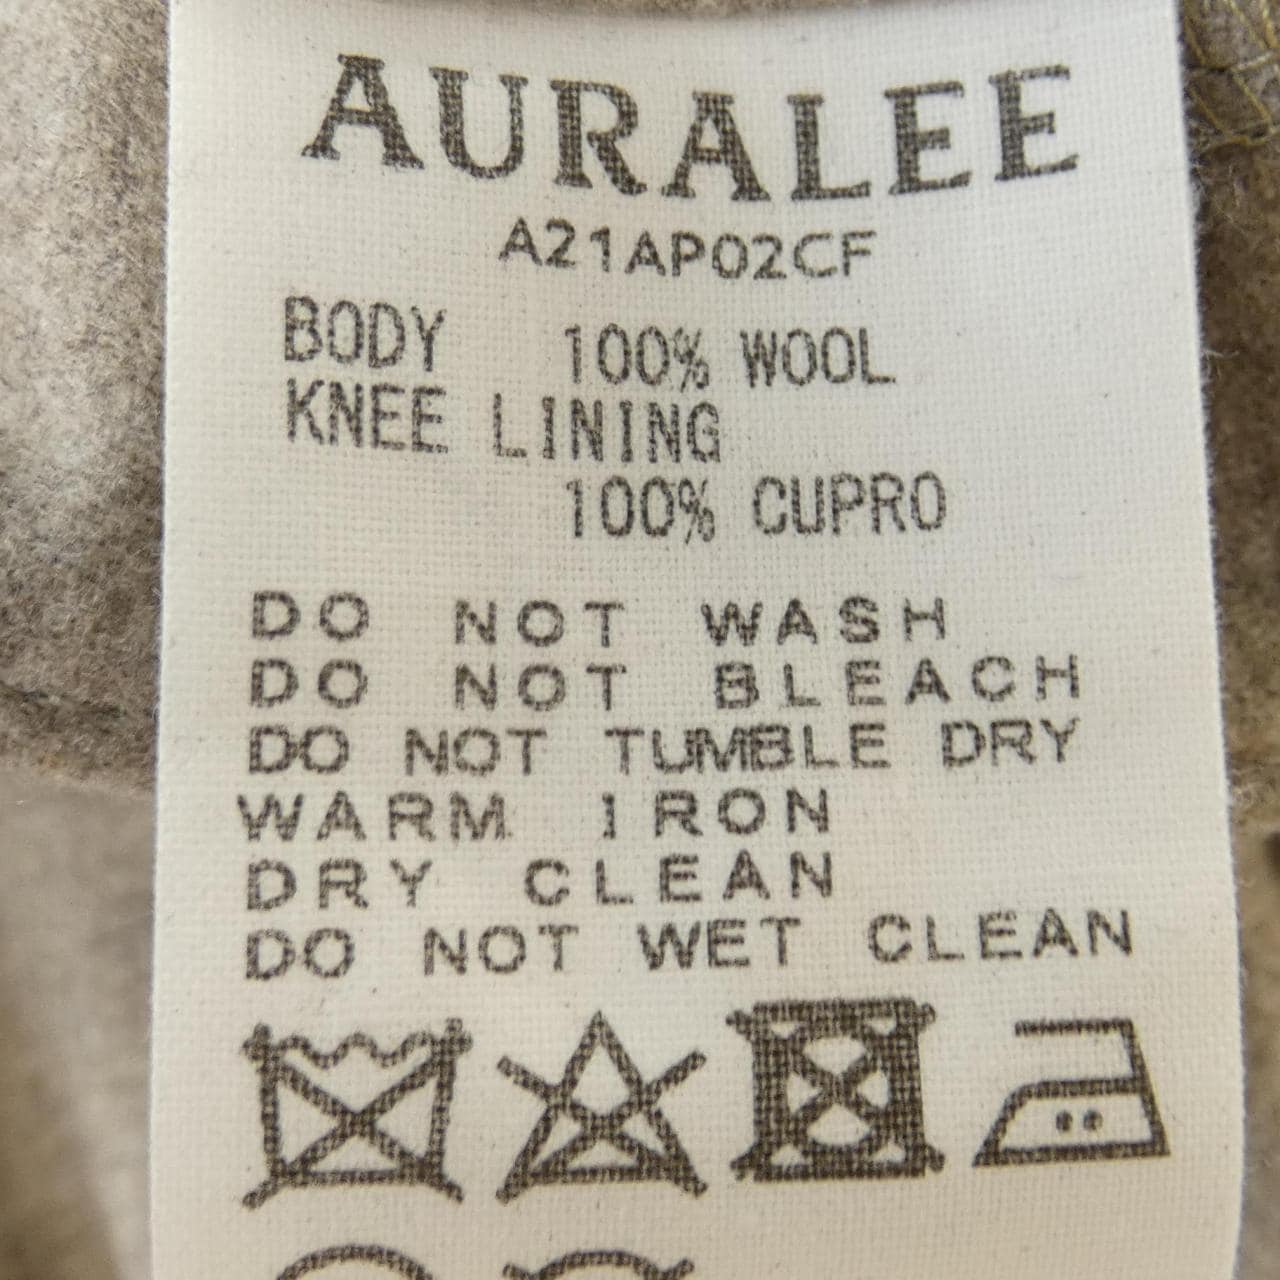 AURALEE
A21AP02CF
BODY 100% WOOL
KNEE LINING
100% CUPRO
DO NOT WASH
DO NOT BLEACH
DO NOT TUMBLE DRY
WARM IRON
DRY CLEAN
DO NOT WET CLEAN